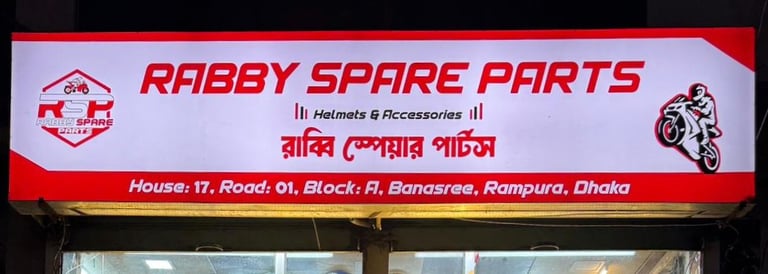 RABBY SPARE PARTS
Helmets & Accessories
রাব্বি স্পেয়ার পার্টস
RSP
RABBY SPARE
PARTS
House: 17, Road: 01, Block: A, Banasree, Rampura, Dhaka